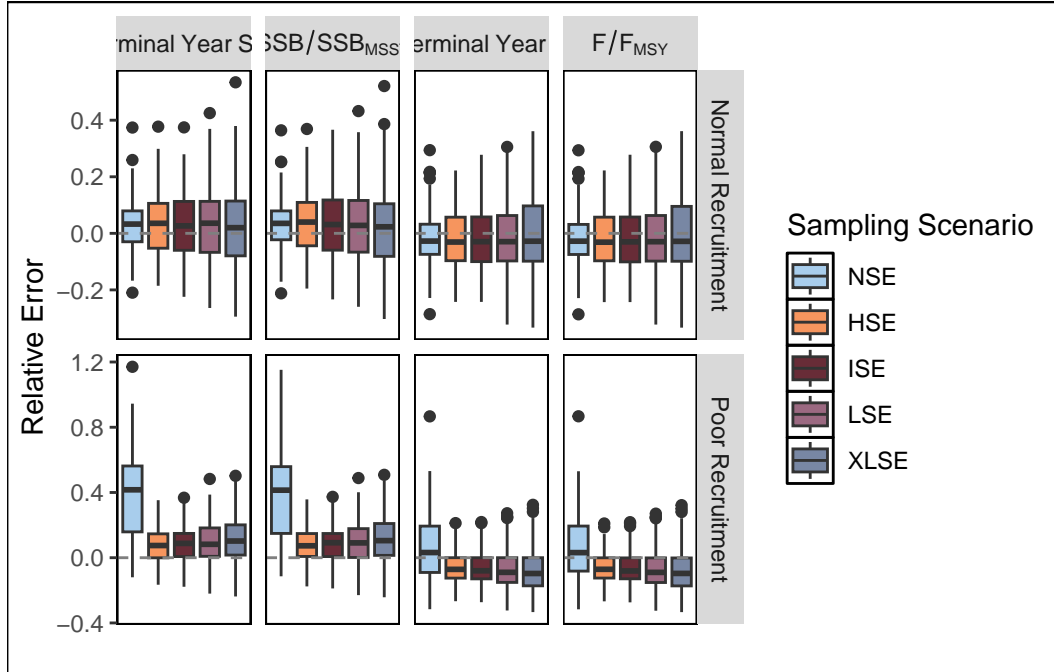 rminal Year S
SSB/SSBMSS
erminal Year
F/FMSY
Relative Error
0.4
0.2
0.0
−0.2
Normal Recruitment
1.2
0.8
0.4
0.0
−0.4
Poor Recruitment
Sampling Scenario
NSE
HSE
ISE
LSE
XLSE